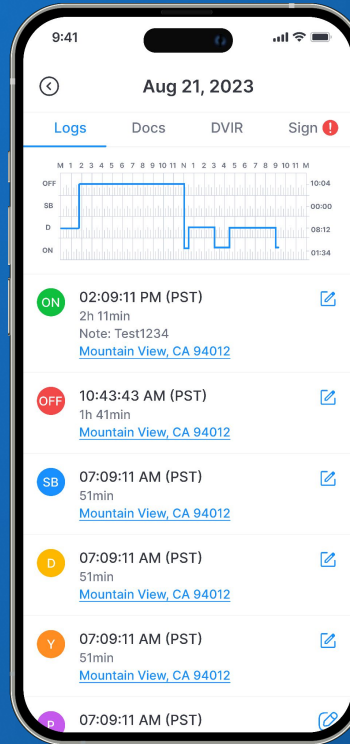 9:41
Aug 21, 2023
Logs Docs DVIR Sign !
M 1 2 3 4 5 6 7 8 9 10 11 N 1 2 3 4 5 6 7 8 9 10 11 M
OFF 10:04
SB 00:00
D 08:12
ON 01:34
ON 02:09:11 PM (PST)
2h 11min
Note: Test1234
Mountain View, CA 94012
OFF 10:43:43 AM (PST)
1h 41min
Mountain View, CA 94012
SB 07:09:11 AM (PST)
51min
Mountain View, CA 94012
D 07:09:11 AM (PST)
51min
Mountain View, CA 94012
Y 07:09:11 AM (PST)
51min
Mountain View, CA 94012
P 07:09:11 AM (PST)